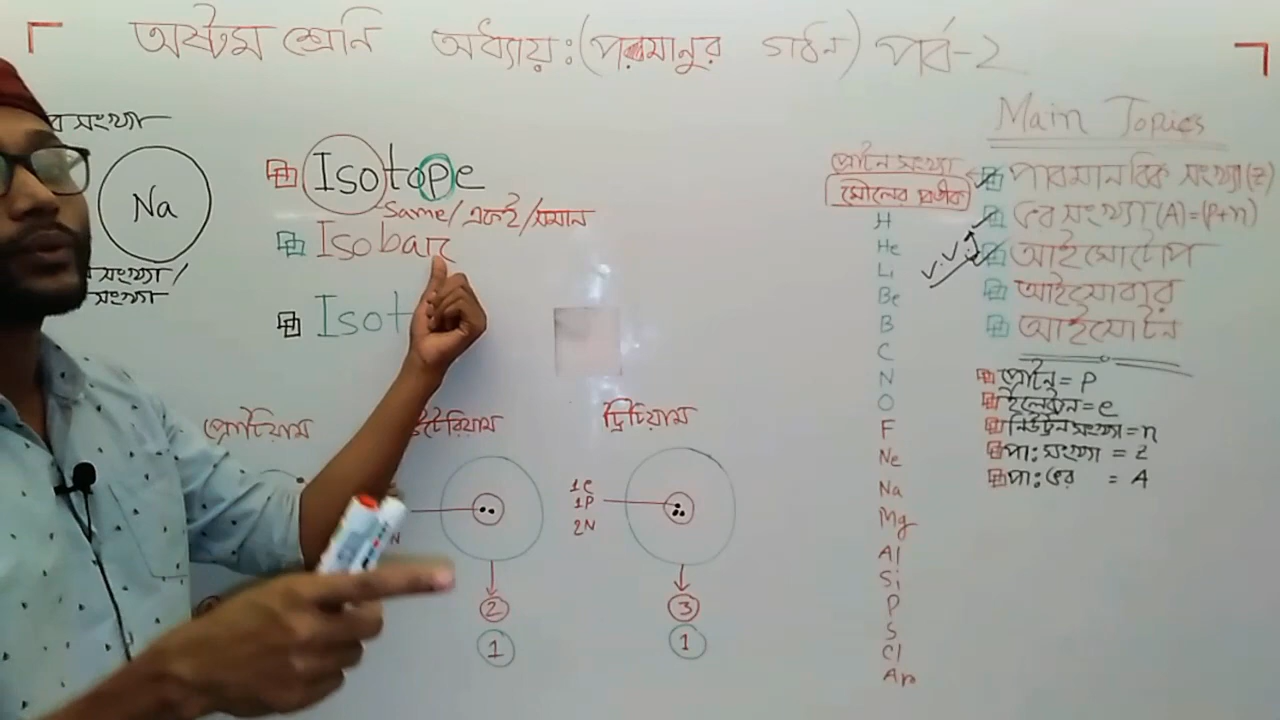 অষ্টম শ্রেনি অধ্যায়:(পরমানুর গঠন) পর্ব-২
সংখ্যা
Na
সংখ্যা/
সংখ্যা
Isotope
same/একই/সমান
Isobar
Isot
প্রোটিয়াম
টেরিয়াম
ট্রিটিয়াম
N
1e
1P
2N
2
1
3
1
প্রোটন সংখ্যা
মৌলের প্রতীক
H
He
Li
Be
B
C
N
O
F
Ne
Na
Mg
Al
Si
P
S
Cl
Ar
Main Topics
পারমানবিক সংখ্যা(z)
ভর সংখ্যা(A)=(p+n)
আইসোটোপ
v.v.I
আইসোবার
আইসোটন
প্রোটন = P
ইলেকট্রন = e
নিউট্রন সংখ্যা = n
পা: সংখ্যা = z
পা: ভর = A